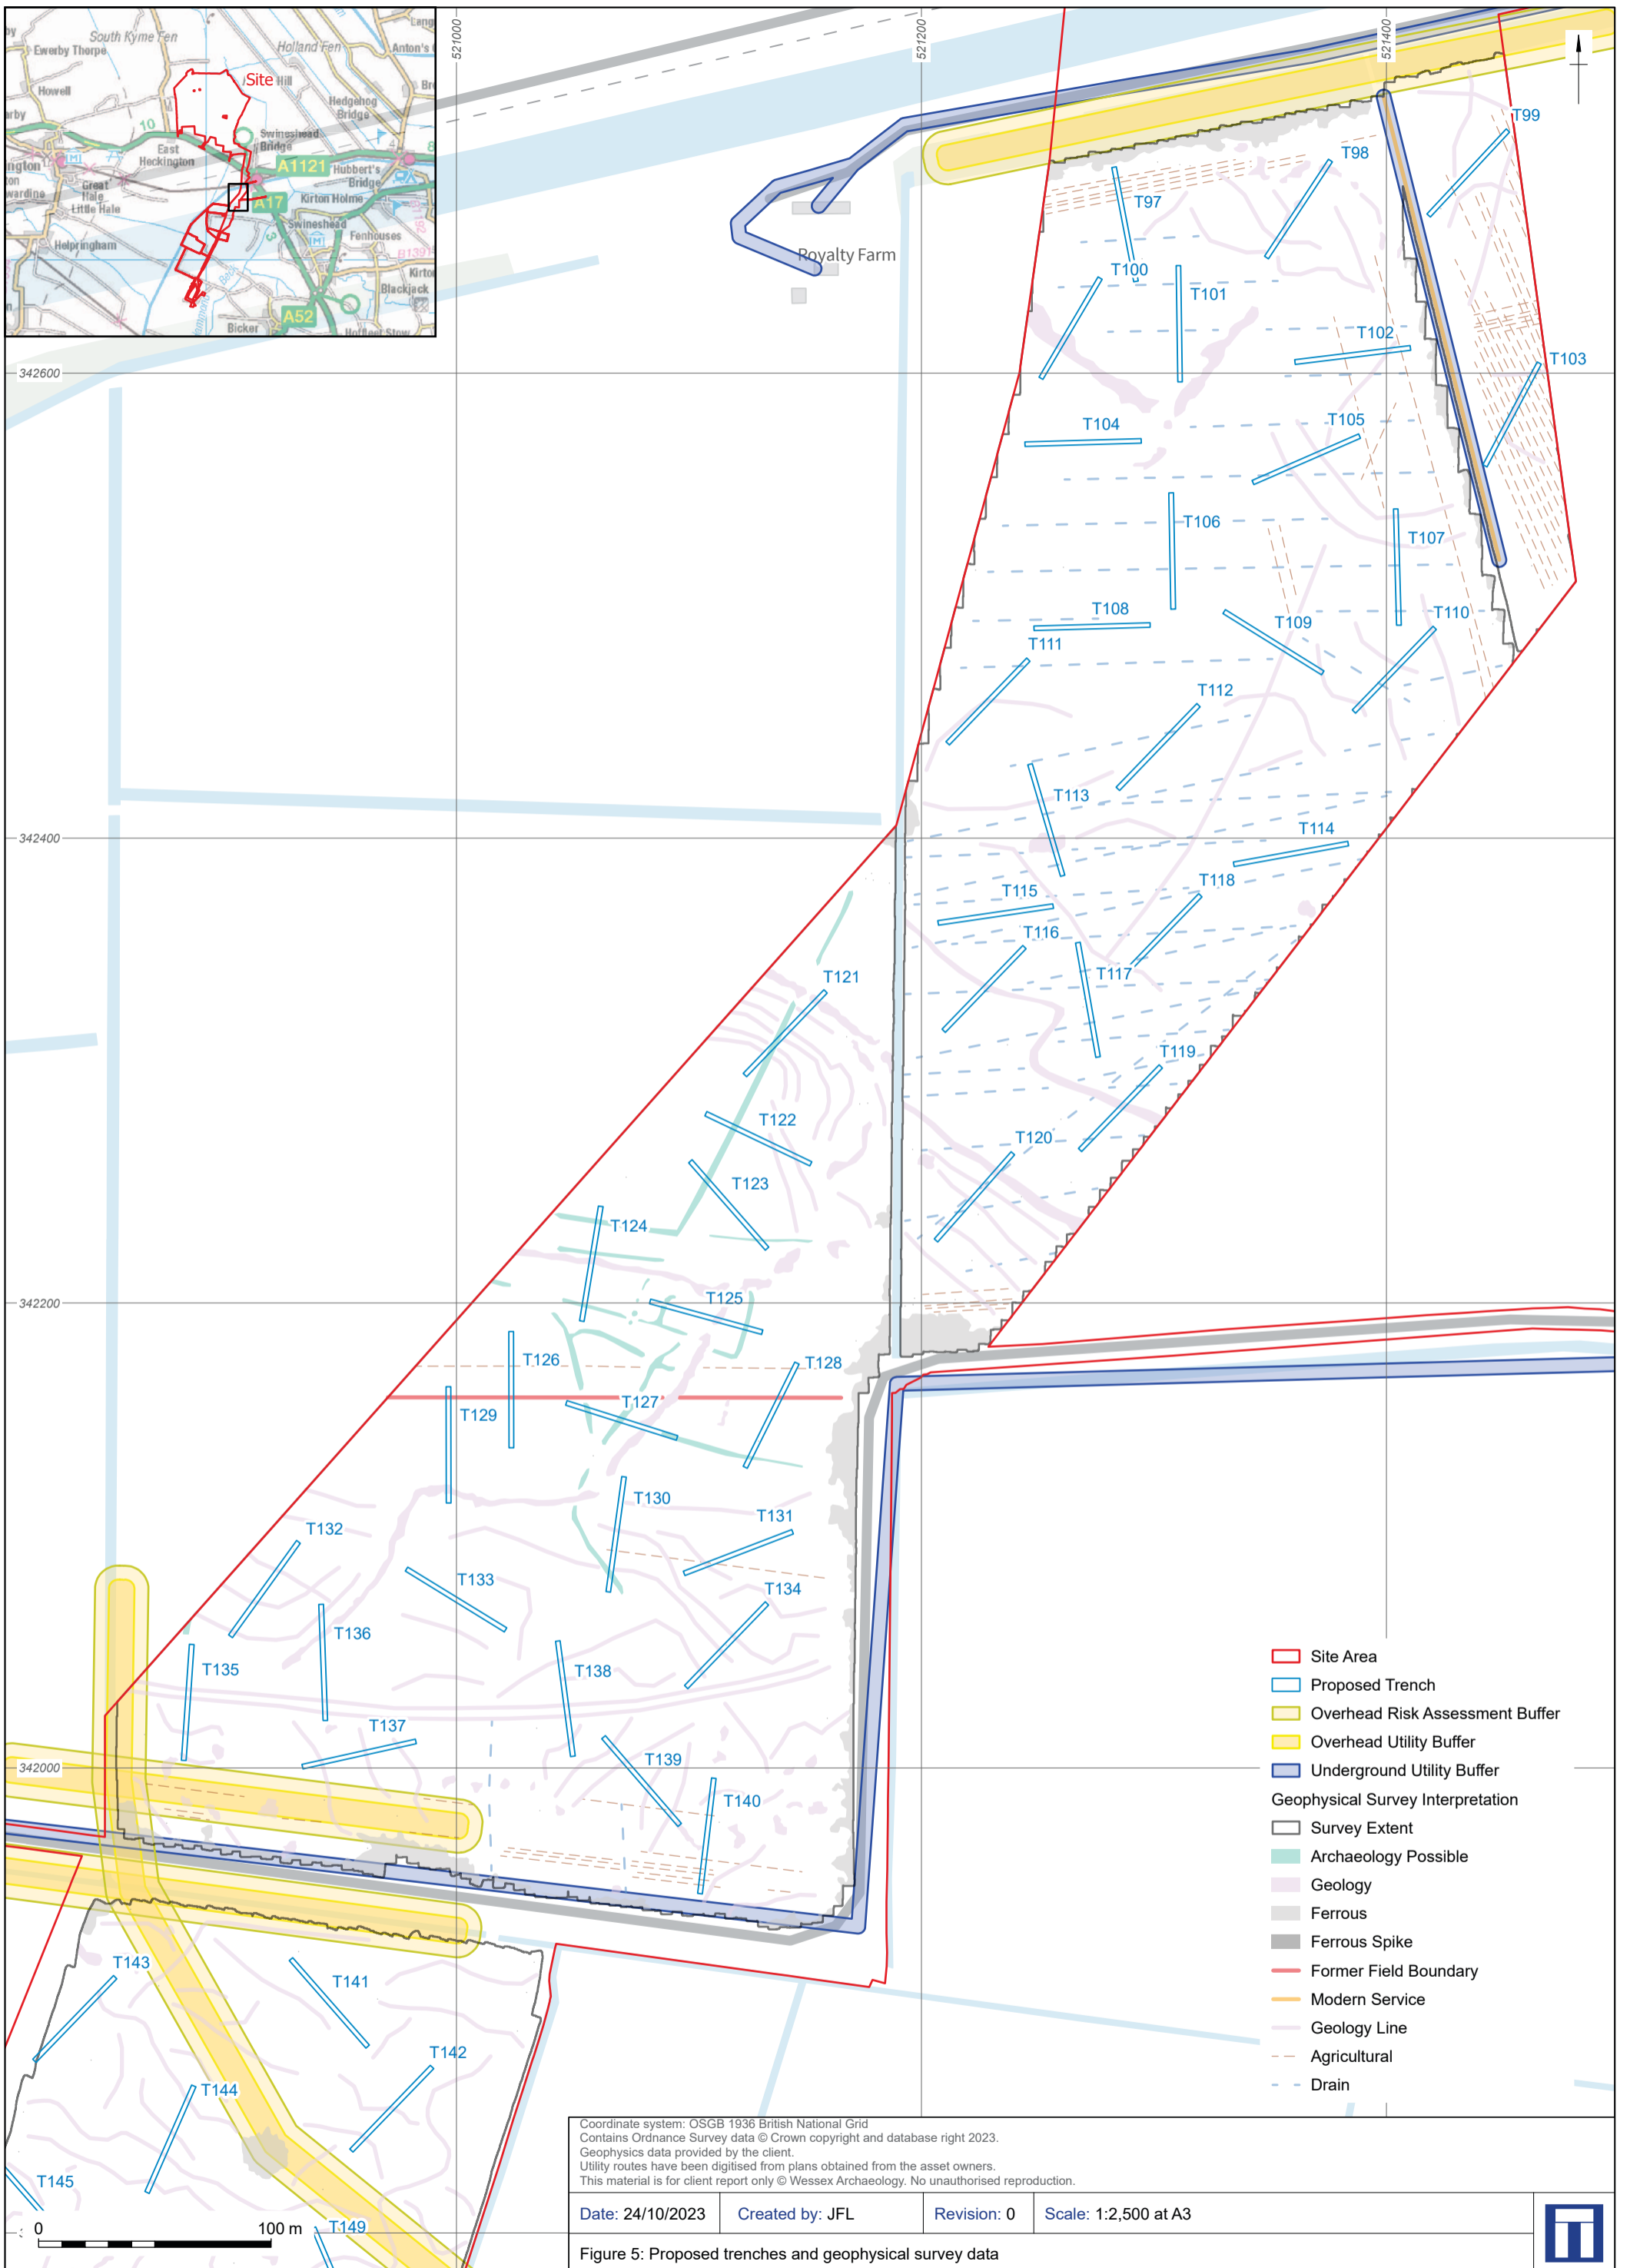 South Kyme Fen
Holland Fen
Ewerby Thorpe
Anton's
Howell
Site
Hill
Hedgehog
Bridge
10
East
Heckington
Swineshead
Bridge
A1121
Hubbert's
Bridge
Great
Hale
Little Hale
A17
Kirton Holme
Swineshead
Fenhouses
Helpringham
3
B1391
Blackjack
A52
Bicker
Hoffleet Stow
521000
521200
521400
342600
342400
342200
342000
Royalty Farm
T99
T98
T97
T100
T101
T102
T103
T104
T105
T106
T107
T108
T109
T110
T111
T112
T113
T114
T115
T118
T116
T117
T121
T119
T122
T120
T123
T124
T125
T126
T128
T127
T129
T130
T131
T132
T133
T134
T136
T135
T138
T137
T139
T140
T143
T141
T142
T144
T145
T149
0
100 m
Site Area
Proposed Trench
Overhead Risk Assessment Buffer
Overhead Utility Buffer
Underground Utility Buffer
Geophysical Survey Interpretation
Survey Extent
Archaeology Possible
Geology
Ferrous
Ferrous Spike
Former Field Boundary
Modern Service
Geology Line
Agricultural
Drain
Coordinate system: OSGB 1936 British National Grid
Contains Ordnance Survey data © Crown copyright and database right 2023.
Geophysics data provided by the client.
Utility routes have been digitised from plans obtained from the asset owners.
This material is for client report only © Wessex Archaeology. No unauthorised reproduction.
Date: 24/10/2023
Created by: JFL
Revision: 0
Scale: 1:2,500 at A3
Figure 5: Proposed trenches and geophysical survey data